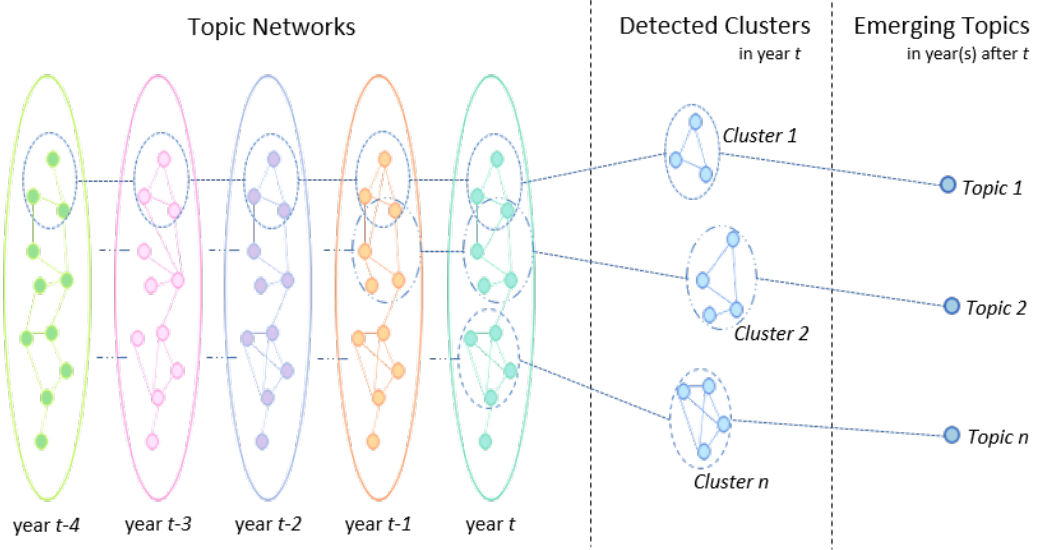 Topic Networks
Detected Clusters
in year t
Emerging Topics
in year(s) after t
Cluster 1
Topic 1
Cluster 2
Topic 2
Cluster n
Topic n
year t-4
year t-3
year t-2
year t-1
year t